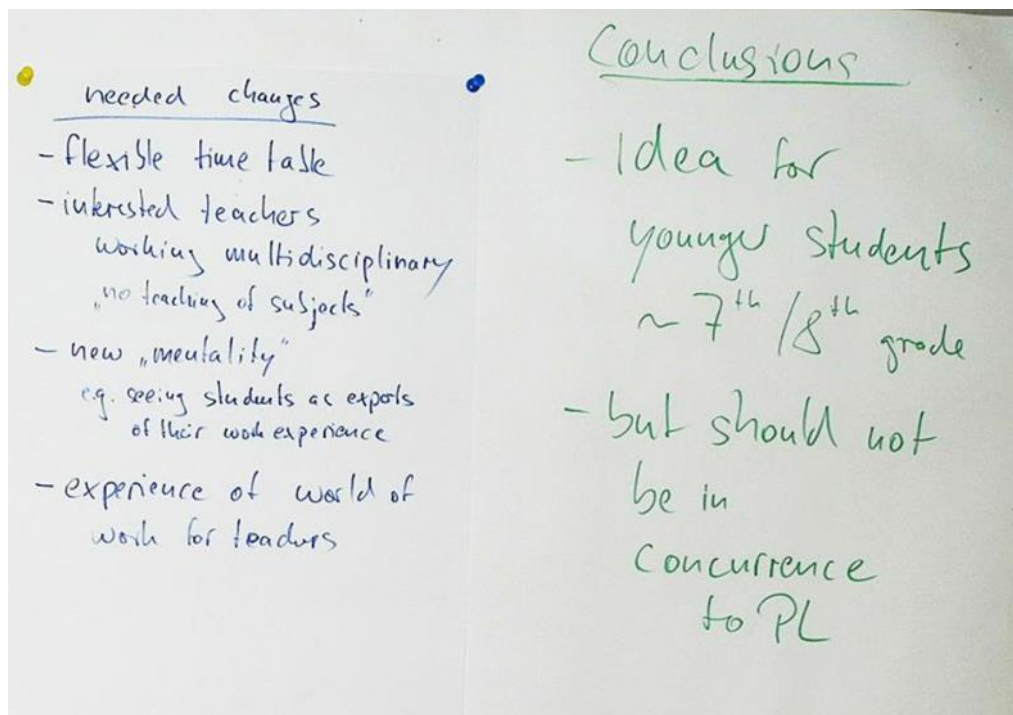 needed changes
- flexible time table
- interested teachers
working multidisciplinary
„no teaching of subjects“
- new „mentality“
e.g. seeing students as experts
of their work experience
- experience of world of
work for teachers
Conclusions
- Idea for
younger students
~ 7th / 8th grade
- but should not
be in
concurrence
to PL